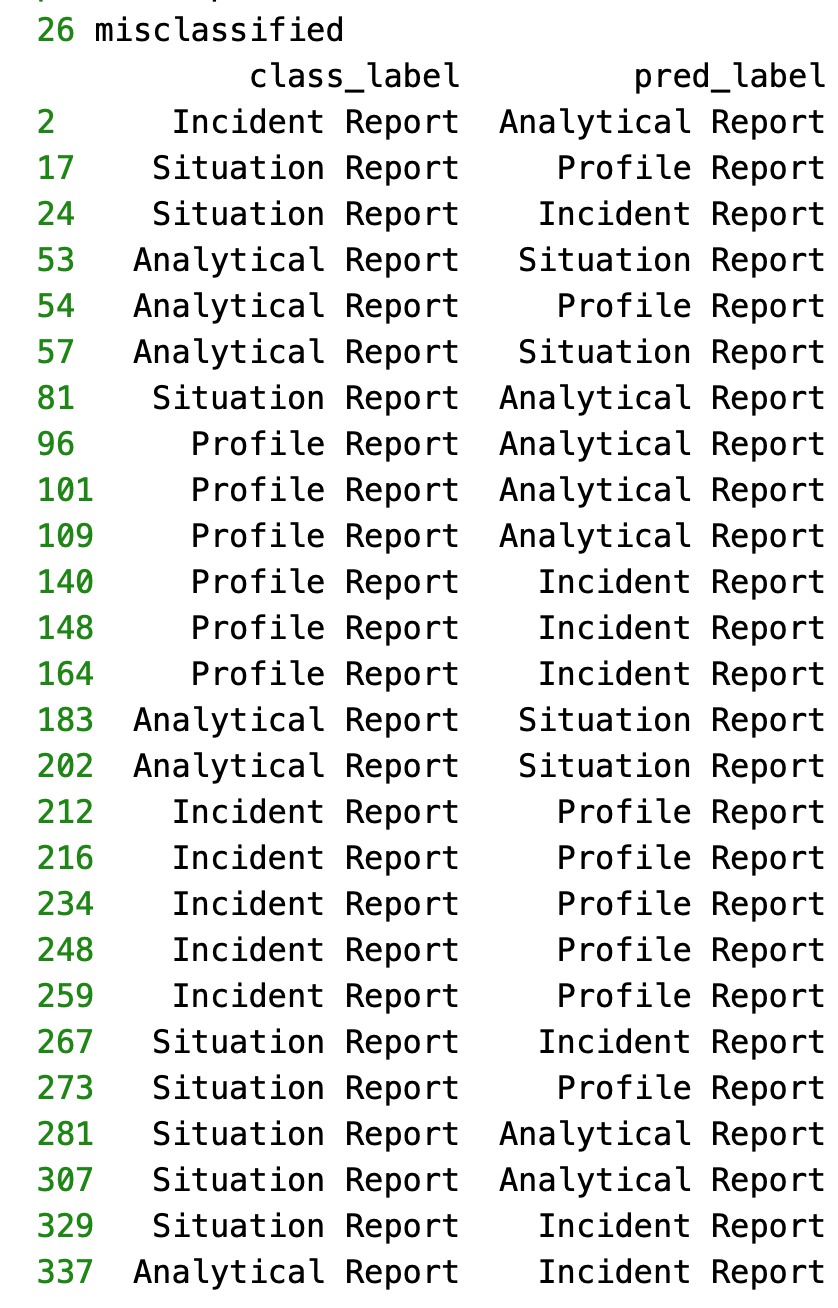 26 misclassified
class_label pred_label
2 Incident Report Analytical Report
17 Situation Report Profile Report
24 Situation Report Incident Report
53 Analytical Report Situation Report
54 Analytical Report Profile Report
57 Analytical Report Situation Report
81 Situation Report Analytical Report
96 Profile Report Analytical Report
101 Profile Report Analytical Report
109 Profile Report Analytical Report
140 Profile Report Incident Report
148 Profile Report Incident Report
164 Profile Report Incident Report
183 Analytical Report Situation Report
202 Analytical Report Situation Report
212 Incident Report Profile Report
216 Incident Report Profile Report
234 Incident Report Profile Report
248 Incident Report Profile Report
259 Incident Report Profile Report
267 Situation Report Incident Report
273 Situation Report Profile Report
281 Situation Report Analytical Report
307 Situation Report Analytical Report
329 Situation Report Incident Report
337 Analytical Report Incident Report